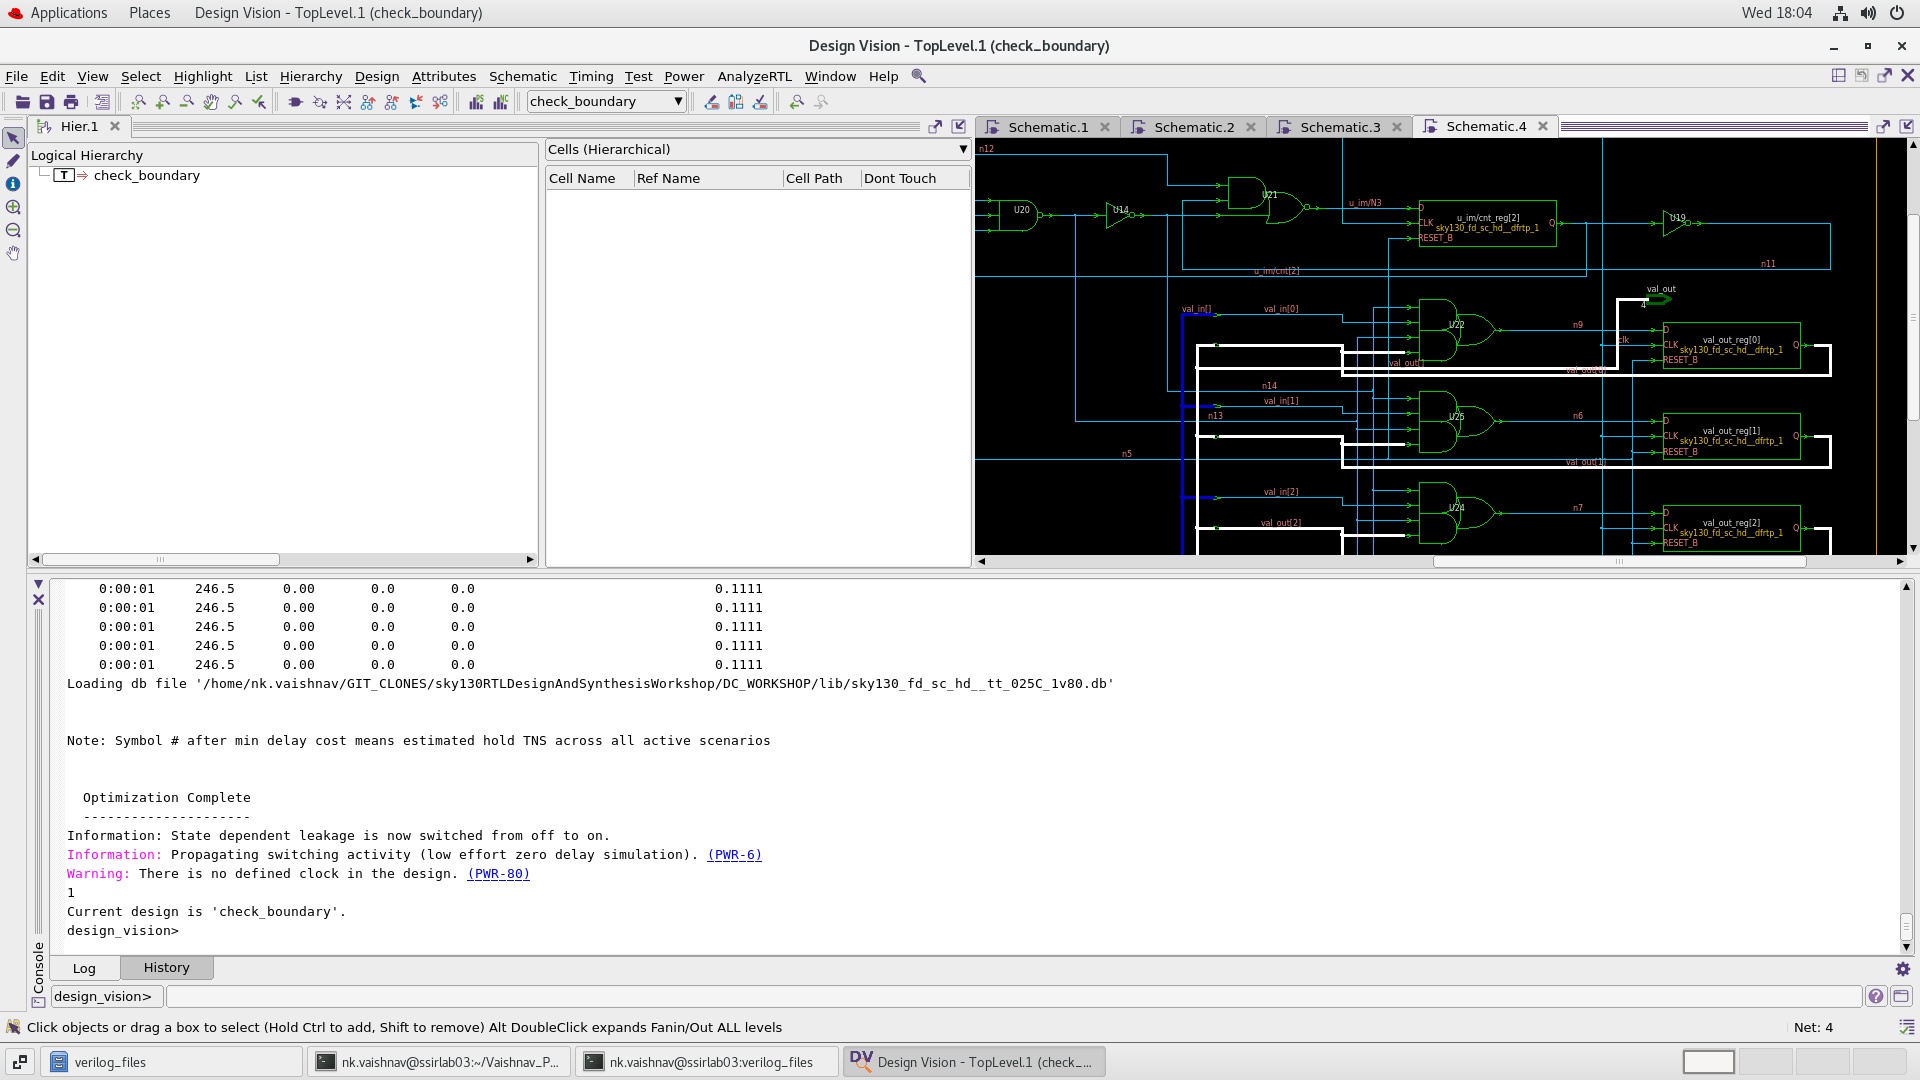 Applications Places Design Vision - TopLevel.1 (check_boundary) Wed 18:04
Design Vision - TopLevel.1 (check_boundary)
File Edit View Select Highlight List Hierarchy Design Attributes Schematic Timing Test Power AnalyzeRTL Window Help
check_boundary
Hier.1 Schematic.1 Schematic.2 Schematic.3 Schematic.4
Logical Hierarchy
T check_boundary
Cells (Hierarchical)
Cell Name Ref Name Cell Path Dont Touch
n12
U21
U20 U14 u_im/N3
D u_im/cnt_reg[2] U19
CLK sky130_fd_sc_hd__dfrtp_1 Q
RESET_B
u_im/cnt[2] n11
val_out
4
val_in[] val_in[0]
U22 n9
D clk val_out_reg[0]
CLK sky130_fd_sc_hd__dfrtp_1 Q
RESET_B
val_out[] val_out[0]
n14
val_in[1]
n13 U25 n6
D val_out_reg[1]
CLK sky130_fd_sc_hd__dfrtp_1 Q
RESET_B
n5 val_out[1]
val_in[2]
U24 n7
D val_out_reg[2]
val_out[2] CLK sky130_fd_sc_hd__dfrtp_1 Q
RESET_B
0:00:01 246.5 0.00 0.0 0.0 0.1111
0:00:01 246.5 0.00 0.0 0.0 0.1111
0:00:01 246.5 0.00 0.0 0.0 0.1111
0:00:01 246.5 0.00 0.0 0.0 0.1111
0:00:01 246.5 0.00 0.0 0.0 0.1111
Loading db file '/home/nk.vaishnav/GIT_CLONES/sky130RTLDesignAndSynthesisWorkshop/DC_WORKSHOP/lib/sky130_fd_sc_hd__tt_025C_1v80.db'
Note: Symbol # after min delay cost means estimated hold TNS across all active scenarios
Optimization Complete
---------------------
Information: State dependent leakage is now switched from off to on.
Information: Propagating switching activity (low effort zero delay simulation). (PWR-6)
Warning: There is no defined clock in the design. (PWR-80)
1
Current design is 'check_boundary'.
design_vision>
Console
Log History
design_vision>
Click objects or drag a box to select (Hold Ctrl to add, Shift to remove) Alt DoubleClick expands Fanin/Out ALL levels Net: 4
verilog_files nk.vaishnav@ssirlab03:~/Vaishnav_P... nk.vaishnav@ssirlab03:verilog_files DV Design Vision - TopLevel.1 (check_...